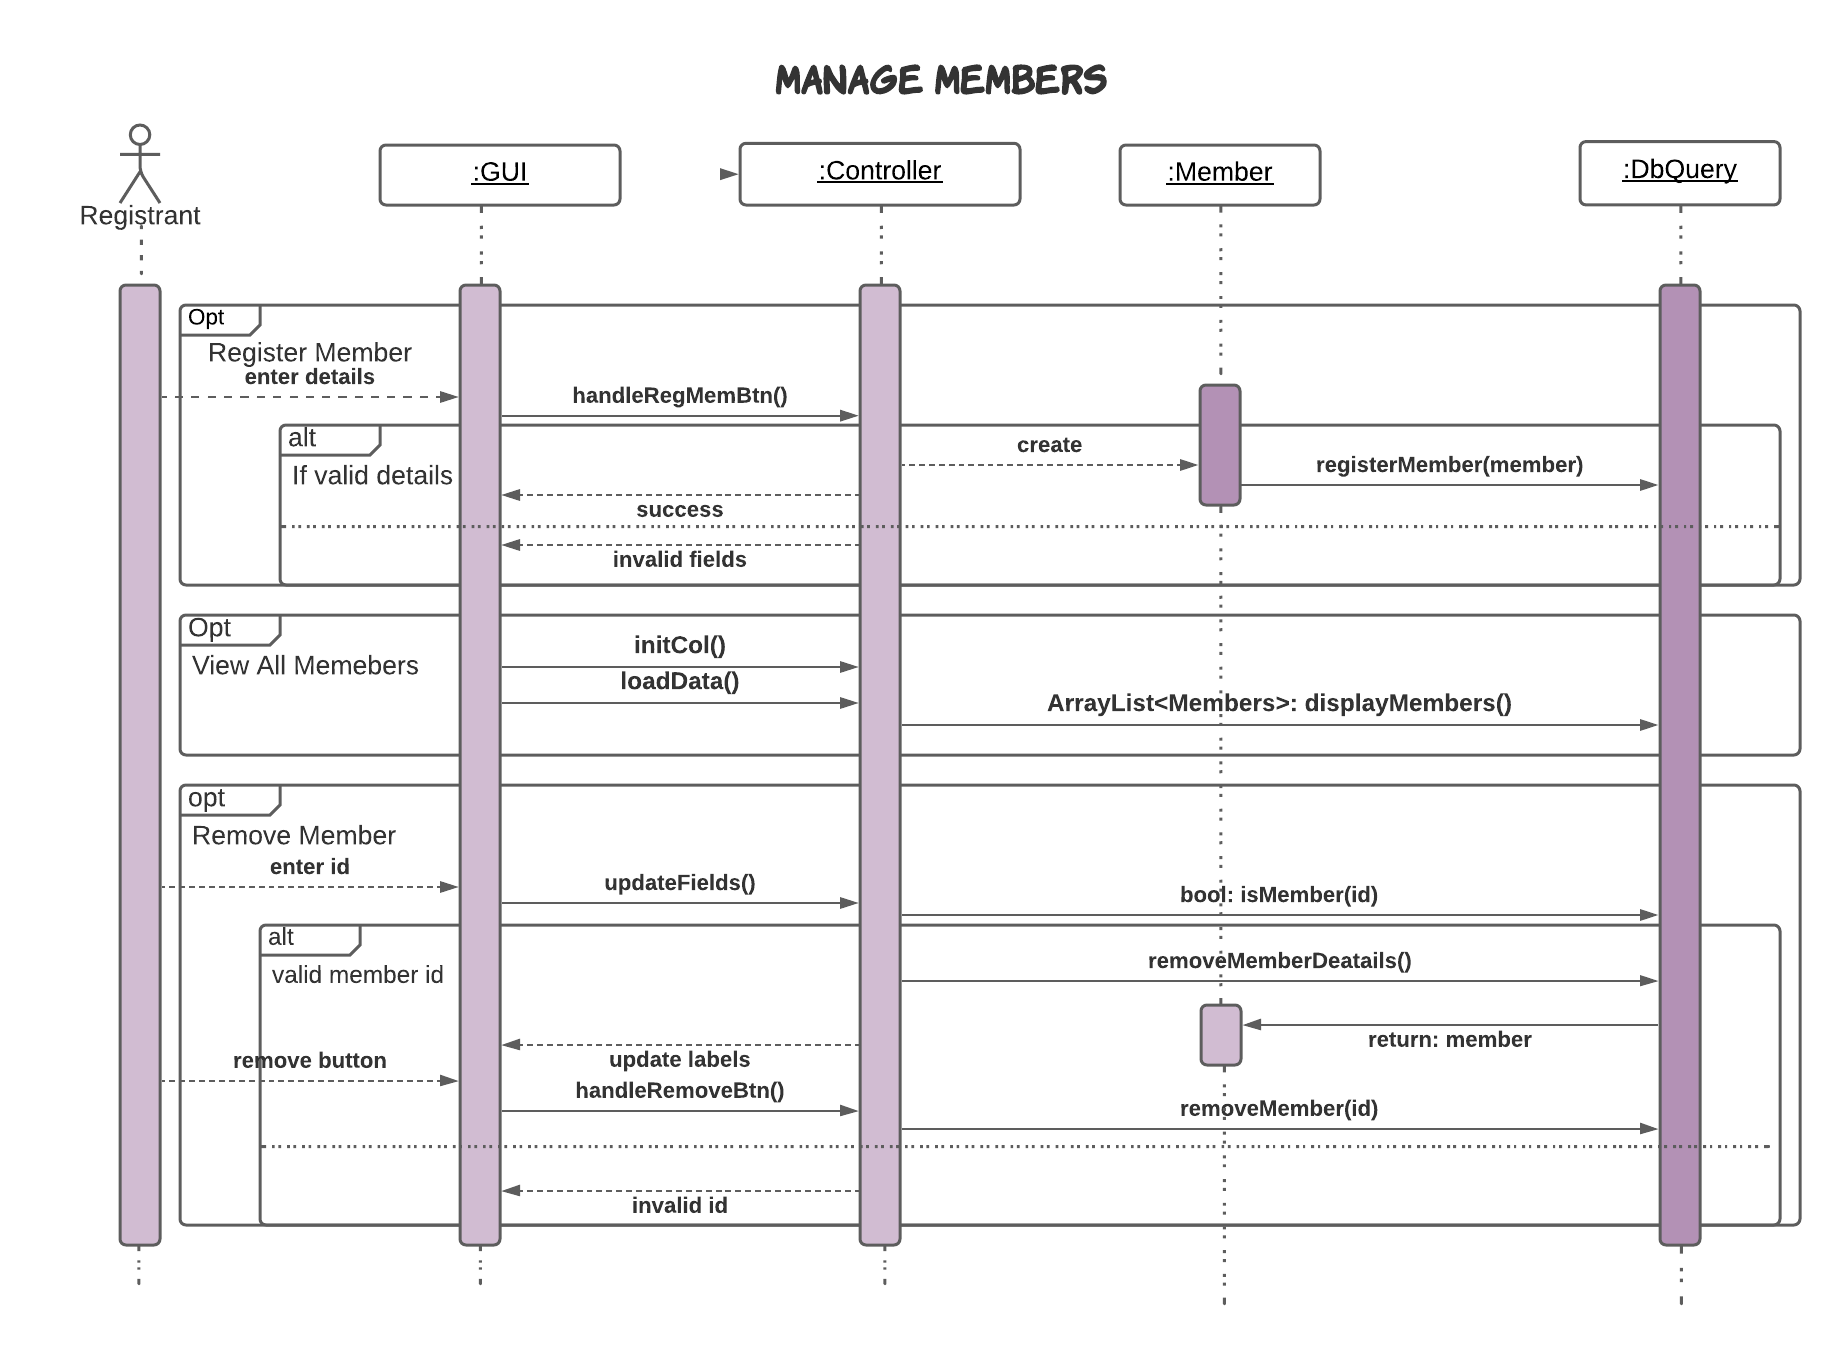 MANAGE MEMBERS
Registrant
:GUI
:Controller
:Member
:DbQuery
Opt
Register Member
enter details
handleRegMemBtn()
alt
If valid details
create
registerMember(member)
success
invalid fields
Opt
View All Memebers
initCol()
loadData()
ArrayList<Members>: displayMembers()
opt
Remove Member
enter id
updateFields()
bool: isMember(id)
alt
valid member id
removeMemberDeatails()
return: member
update labels
remove button
handleRemoveBtn()
removeMember(id)
invalid id